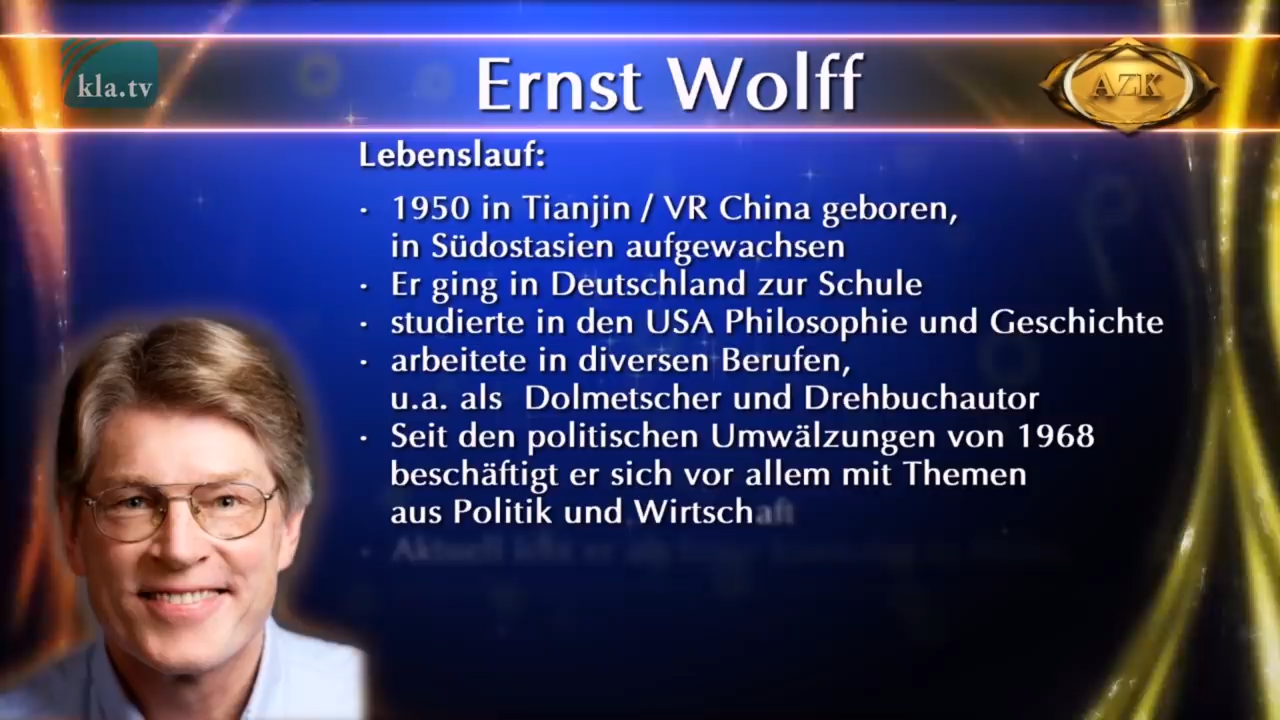 kla.tv
Ernst Wolff
AZK
Lebenslauf:
· 1950 in Tianjin / VR China geboren,
in Südostasien aufgewachsen
· Er ging in Deutschland zur Schule
· studierte in den USA Philosophie und Geschichte
· arbeitete in diversen Berufen,
u.a. als Dolmetscher und Drehbuchautor
· Seit den politischen Umwälzungen von 1968
beschäftigt er sich vor allem mit Themen
aus Politik und Wirtschaft